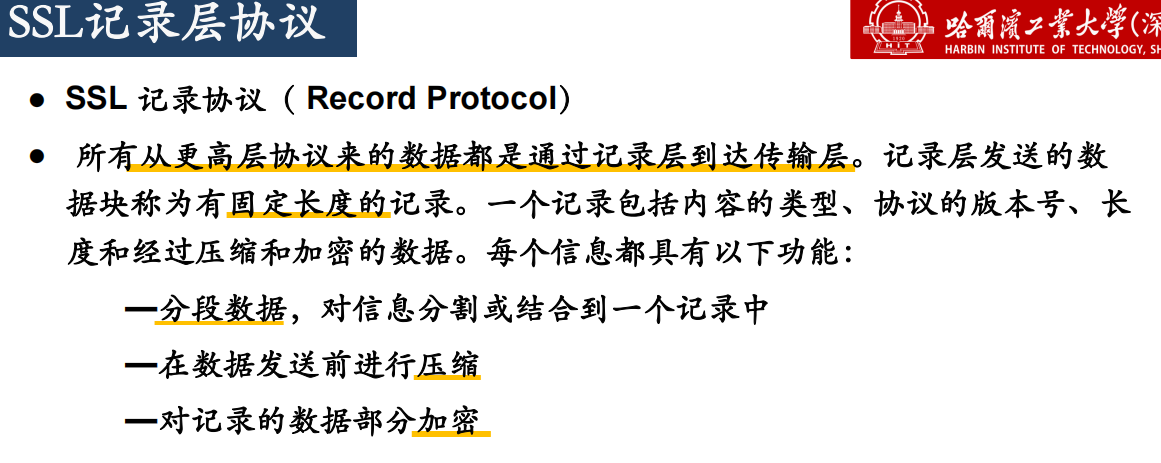 SSL记录层协议
哈爾濱工業大學(深
HARBIN INSTITUTE OF TECHNOLOGY, SH
1920
HIT
● SSL 记录协议（ Record Protocol）
● 所有从更高层协议来的数据都是通过记录层到达传输层。记录层发送的数
据块称为有固定长度的记录。一个记录包括内容的类型、协议的版本号、长
度和经过压缩和加密的数据。每个信息都具有以下功能：
—分段数据，对信息分割或结合到一个记录中
—在数据发送前进行压缩
—对记录的数据部分加密